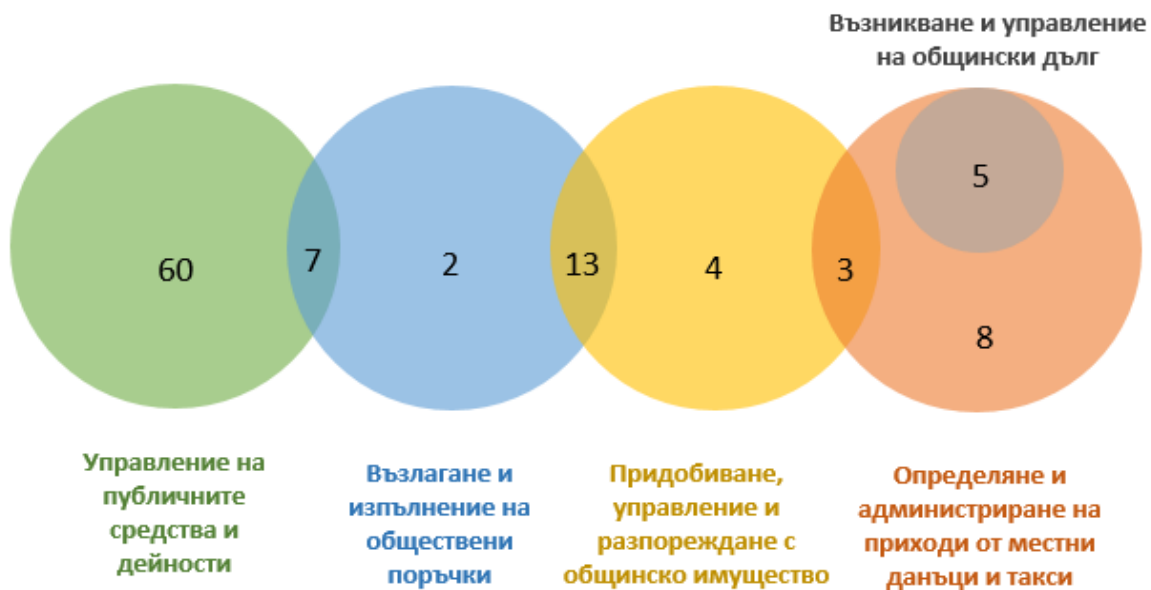 Възникване и управление
на общински дълг
5
60
7
2
13
4
3
8
Управление на
публичните
средства и
дейности
Възлагане и
изпълнение на
обществени
поръчки
Придобиване,
управление и
разпореждане с
общинско имущество
Определяне и
администриране на
приходи от местни
данъци и такси